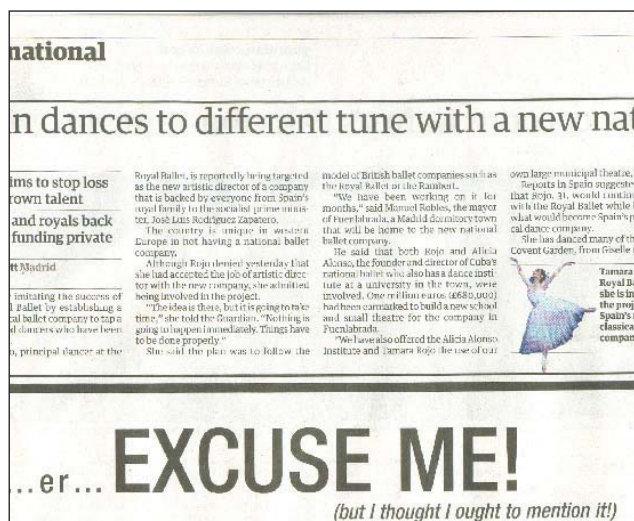 national
n dances to different tune with a new nat
ims to stop loss
rown talent
and royals back
funding private
tt Madrid
imitating the success of
l Ballet by establishing a
cal ballet company to tap a
d dancers who have been
o, principal dancer at the
Royal Ballet, is reportedly being targeted
as the new artistic director of a company
that is backed by everyone from Spain's
royal family to the socialist prime minis-
ter, José Luis Rodríguez Zapatero.
The country is unique in western
Europe in not having a national ballet
company.
Although Rojo denied yesterday that
she had accepted the job of artistic direc-
tor with the new company, she admitted
being involved in the project.
"The idea is there, but it is going to take
time," she told the Guardian. "Nothing is
going to happen immediately. Things have
to be done properly."
She said the plan was to follow the
model of British ballet companies such as
the Royal Ballet or the Rambert.
"We have been working on it for
months," said Manuel Robles, the mayor
of Fuenlabrada, a Madrid dormitory town
that will be home to the new national
ballet company.
He said that both Rojo and Alicia
Alonso, the founder and director of Cuba's
national ballet who also has a dance insti-
tute at a university in the town, were
involved. One million euros (£680,000)
had been earmarked to build a new school
and small theatre for the company in
Fuenlabrada.
"We have also offered the Alicia Alonso
Institute and Tamara Rojo the use of our
own large municipal theatre,
Reports in Spain suggeste
that Rojo, 31, would continu
with the Royal Ballet while h
what would become Spain's p
cal dance company.
She has danced many of th
Covent Garden, from Giselle t
Tamara
Royal Ba
she is in
the proj
Spain's n
classica
compan
...er... EXCUSE ME!
(but I thought I ought to mention it!)